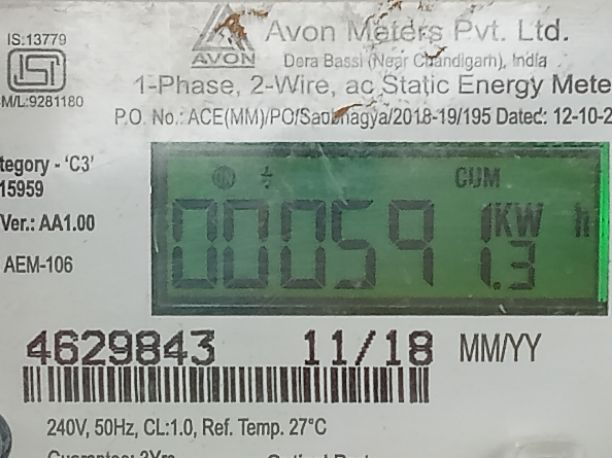 IS:13779
Avon Meters Pvt. Ltd.
AVON
Dera Bassi (Near Chandigarh), India
CM/L:9281180
1-Phase, 2-Wire, ac Static Energy Mete
P.O. No.: ACE(MM)/PO/Saubhagya/2018-19/195 Dated: 12-10-2
tegory - 'C3'
15959
Ver.: AA1.00
AEM-106
CUM
000591.3
KW h
4629843 11/18 MM/YY
240V, 50Hz, CL:1.0, Ref. Temp. 27°C